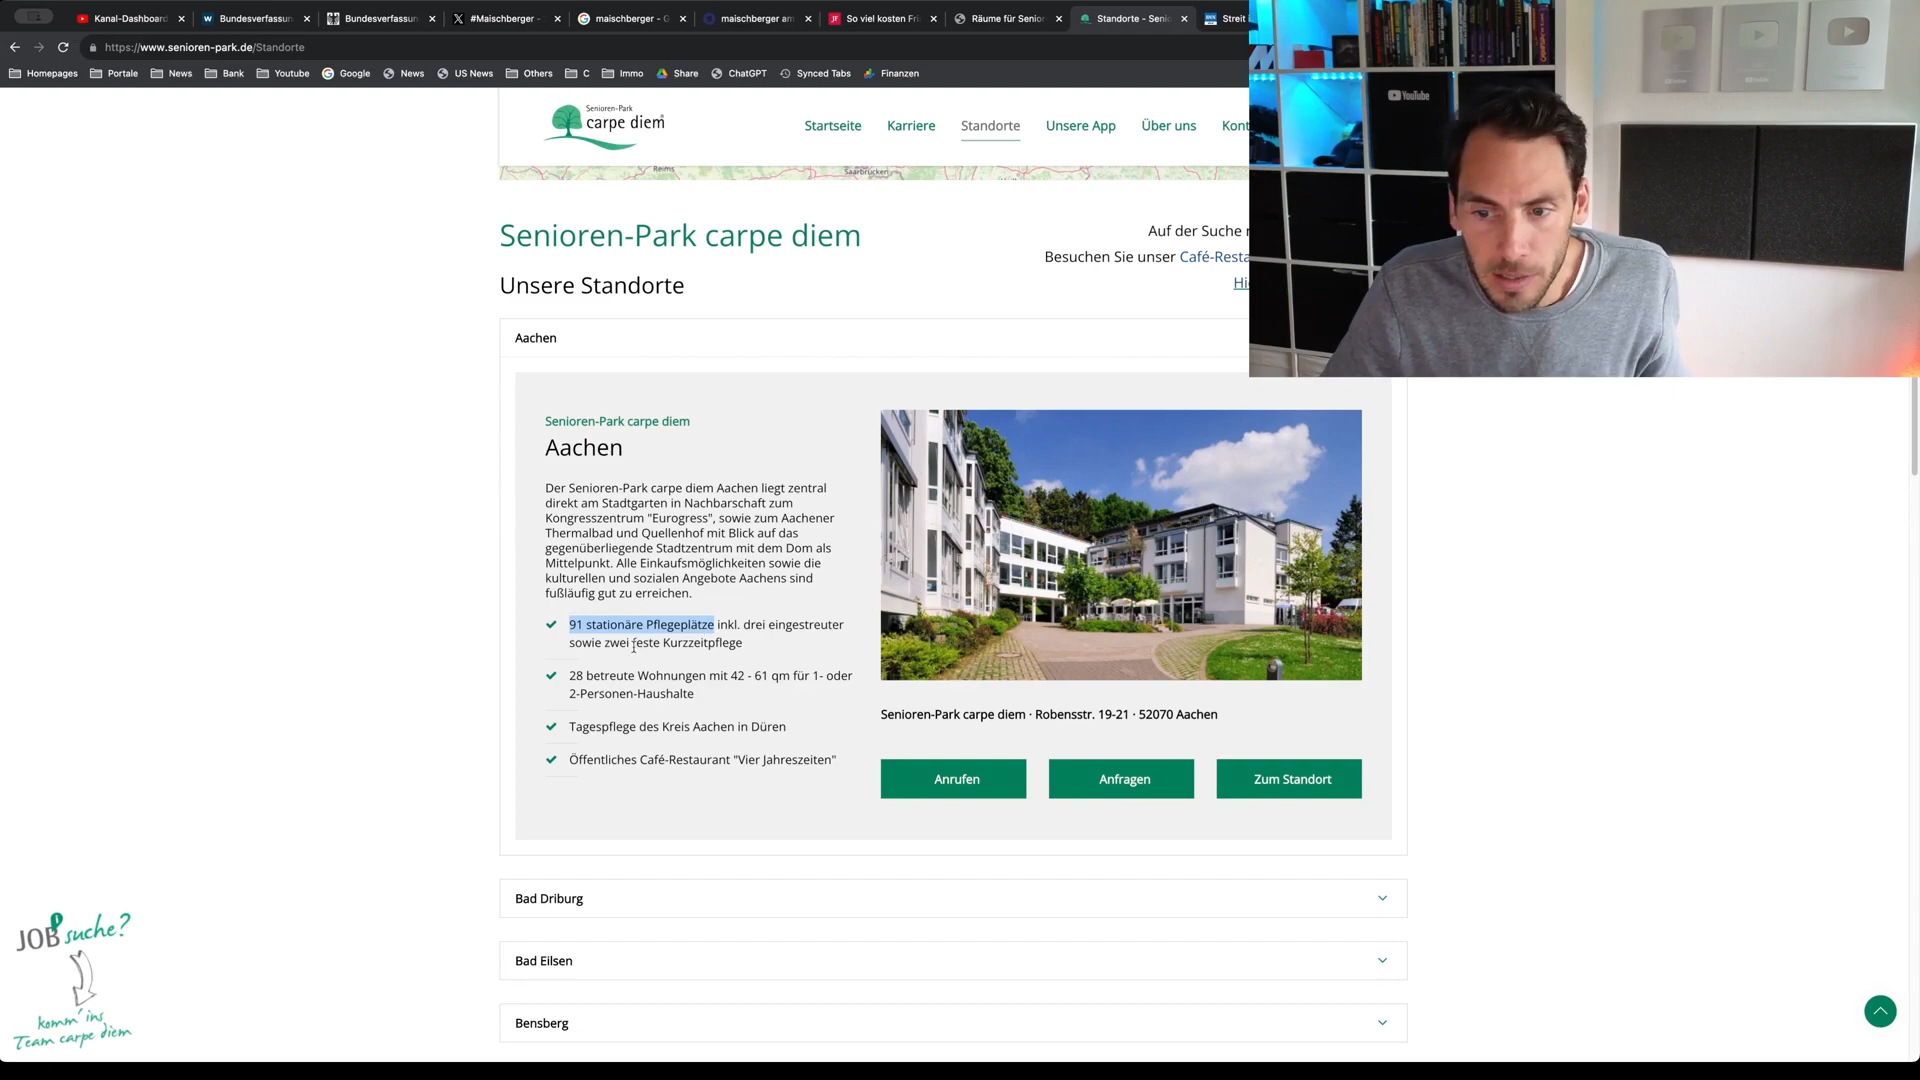 Kanal-Dashboard
Bundesverfassun
Bundesverfassun
#Maischberger -
maischberger - G
maischberger am
So viel kosten Fri
Räume für Senior
Standorte - Senio
Streit i
https://www.senioren-park.de/Standorte
Homepages
Portale
News
Bank
Youtube
Google
News
US News
Others
C
Immo
Share
ChatGPT
Synced Tabs
Finanzen
YouTube
Senioren-Park
carpe diem
Startseite
Karriere
Standorte
Unsere App
Über uns
Kont
Reims
Saarbrücken
Senioren-Park carpe diem
Auf der Suche
Besuchen Sie unser Café-Resta
Hi
Unsere Standorte
Aachen
Senioren-Park carpe diem
Aachen
Der Senioren-Park carpe diem Aachen liegt zentral
direkt am Stadtgarten in Nachbarschaft zum
Kongresszentrum "Eurogress", sowie zum Aachener
Thermalbad und Quellenhof mit Blick auf das
gegenüberliegende Stadtzentrum mit dem Dom als
Mittelpunkt. Alle Einkaufsmöglichkeiten sowie die
kulturellen und sozialen Angebote Aachens sind
fußläufig gut zu erreichen.
91 stationäre Pflegeplätze inkl. drei eingestreuter
sowie zwei feste Kurzzeitpflege
28 betreute Wohnungen mit 42 - 61 qm für 1- oder
2-Personen-Haushalte
Tagespflege des Kreis Aachen in Düren
Öffentliches Café-Restaurant "Vier Jahreszeiten"
Senioren-Park carpe diem · Robensstr. 19-21 · 52070 Aachen
Anrufen
Anfragen
Zum Standort
Bad Driburg
Bad Eilsen
Bensberg
JOBsuche?
komm' ins
Team carpe diem